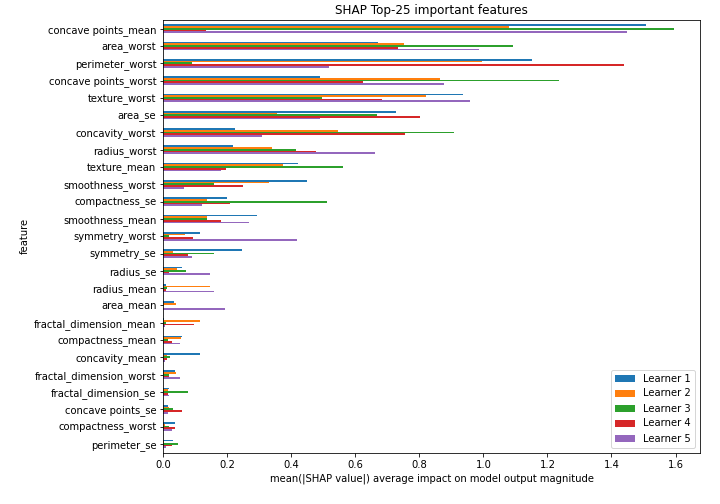 SHAP Top-25 important features
concave points_mean
area_worst
perimeter_worst
concave points_worst
texture_worst
area_se
concavity_worst
radius_worst
texture_mean
smoothness_worst
compactness_se
smoothness_mean
symmetry_worst
symmetry_se
radius_se
radius_mean
area_mean
fractal_dimension_mean
compactness_mean
concavity_mean
fractal_dimension_worst
fractal_dimension_se
concave points_se
compactness_worst
perimeter_se
feature
Learner 1
Learner 2
Learner 3
Learner 4
Learner 5
0.0 0.2 0.4 0.6 0.8 1.0 1.2 1.4 1.6
mean(|SHAP value|) average impact on model output magnitude